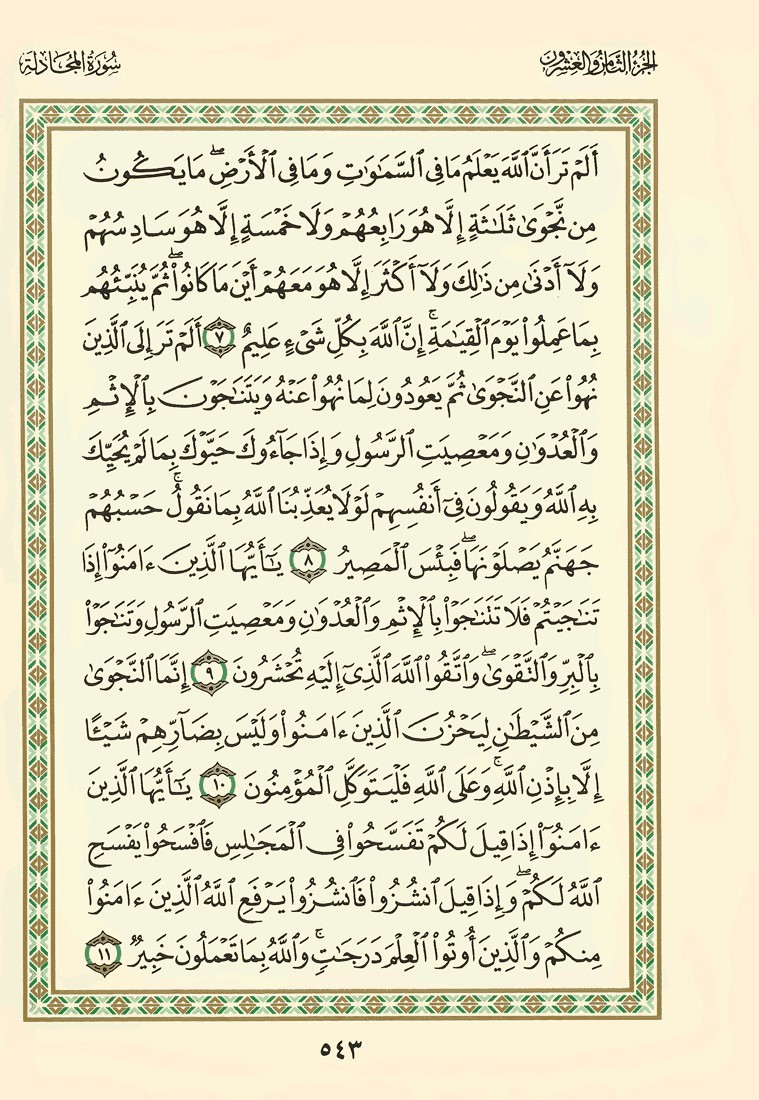 الجزء الثامن والعشرون
سورة المجادلة
أَلَمْ تَرَ أَنَّ ٱللَّهَ يَعْلَمُ مَا فِى ٱلسَّمَٰوَٰتِ وَمَا فِى ٱلْأَرْضِ ۖ مَا يَكُونُ
مِن نَّجْوَىٰ ثَلَٰثَةٍ إِلَّا هُوَ رَابِعُهُمْ وَلَا خَمْسَةٍ إِلَّا هُوَ سَادِسُهُمْ
وَلَآ أَدْنَىٰ مِن ذَٰلِكَ وَلَآ أَكْثَرَ إِلَّا هُوَ مَعَهُمْ أَيْنَ مَا كَانُوا۟ ۖ ثُمَّ يُنَبِّئُهُم
بِمَا عَمِلُوا۟ يَوْمَ ٱلْقِيَٰمَةِ ۚ إِنَّ ٱللَّهَ بِكُلِّ شَىْءٍ عَلِيمٌ ٧ أَلَمْ تَرَ إِلَى ٱلَّذِينَ
نُهُوا۟ عَنِ ٱلنَّجْوَىٰ ثُمَّ يَعُودُونَ لِمَا نُهُوا۟ عَنْهُ وَيَتَنَٰجَوْنَ بِٱلْإِثْمِ
وَٱلْعُدْوَٰنِ وَمَعْصِيَتِ ٱلرَّسُولِ وَإِذَا جَآءُوكَ حَيَّوْكَ بِمَا لَمْ يُحَيِّكَ
بِهِ ٱللَّهُ وَيَقُولُونَ فِىٓ أَنفُسِهِمْ لَوْلَا يُعَذِّبُنَا ٱللَّهُ بِمَا نَقُولُ ۚ حَسْبُهُمْ
جَهَنَّمُ يَصْلَوْنَهَا ۖ فَبِئْسَ ٱلْمَصِيرُ ٨ يَٰٓأَيُّهَا ٱلَّذِينَ ءَامَنُوٓا۟ إِذَا
تَنَٰجَيْتُمْ فَلَا تَتَنَٰجَوْا۟ بِٱلْإِثْمِ وَٱلْعُدْوَٰنِ وَمَعْصِيَتِ ٱلرَّسُولِ وَتَنَٰجَوْا۟
بِٱلْبِرِّ وَٱلتَّقْوَىٰ ۖ وَٱتَّقُوا۟ ٱللَّهَ ٱلَّذِىٓ إِلَيْهِ تُحْشَرُونَ ٩ إِنَّمَا ٱلنَّجْوَىٰ
مِنَ ٱلشَّيْطَٰنِ لِيَحْزُنَ ٱلَّذِينَ ءَامَنُوا۟ وَلَيْسَ بِضَآرِّهِمْ شَيْـًٔا
إِلَّا بِإِذْنِ ٱللَّهِ ۚ وَعَلَى ٱللَّهِ فَلْيَتَوَكَّلِ ٱلْمُؤْمِنُونَ ١٠ يَٰٓأَيُّهَا ٱلَّذِينَ
ءَامَنُوٓا۟ إِذَا قِيلَ لَكُمْ تَفَسَّحُوا۟ فِى ٱلْمَجَٰلِسِ فَٱفْسَحُوا۟ يَفْسَحِ
ٱللَّهُ لَكُمْ ۖ وَإِذَا قِيلَ ٱنشُزُوا۟ فَٱنشُزُوا۟ يَرْفَعِ ٱللَّهُ ٱلَّذِينَ ءَامَنُوا۟
مِنكُمْ وَٱلَّذِينَ أُوتُوا۟ ٱلْعِلْمَ دَرَجَٰتٍ ۚ وَٱللَّهُ بِمَا تَعْمَلُونَ خَبِيرٌ ١١
٥٤٣